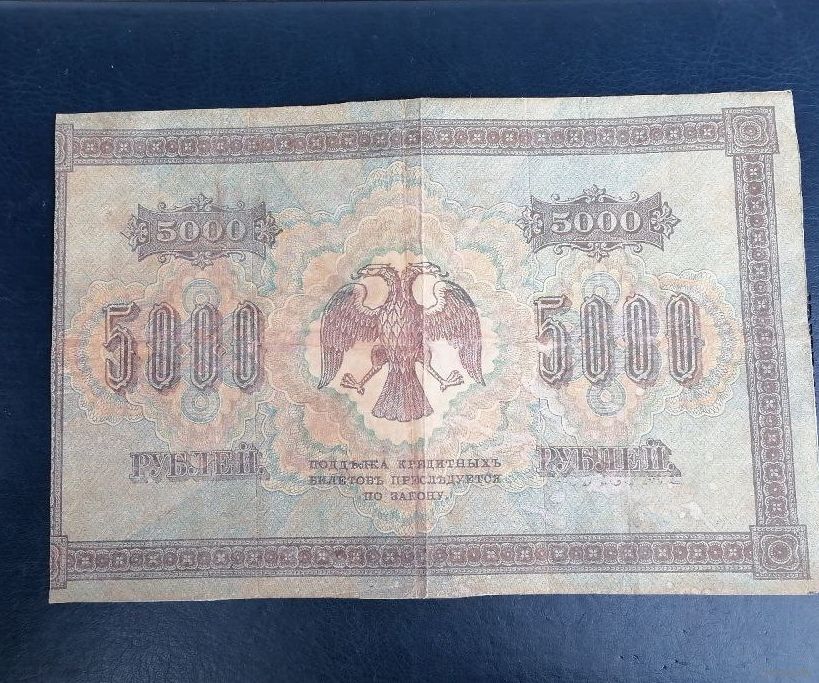 5000
5000
5000
5000
РУБЛЕЙ.
РУБЛЕЙ.
ПОДДѢЛКА КРЕДИТНЫХЪ
БИЛЕТОВЪ ПРЕСЛѢДУЕТСЯ
ПО ЗАКОНУ.